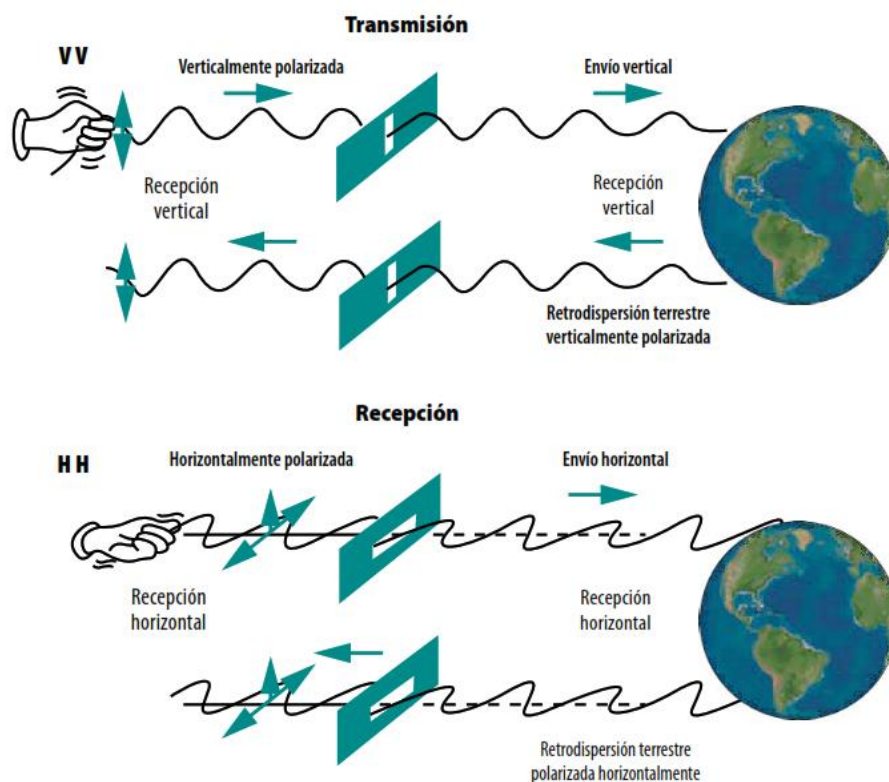 Transmisión
V V
Verticalmente polarizada
Envío vertical
Recepción
vertical
Recepción
vertical
Retrodispersión terrestre
verticalmente polarizada
Recepción
H H
Horizontalmente polarizada
Envío horizontal
Recepción
horizontal
Recepción
horizontal
Retrodispersión terrestre
polarizada horizontalmente